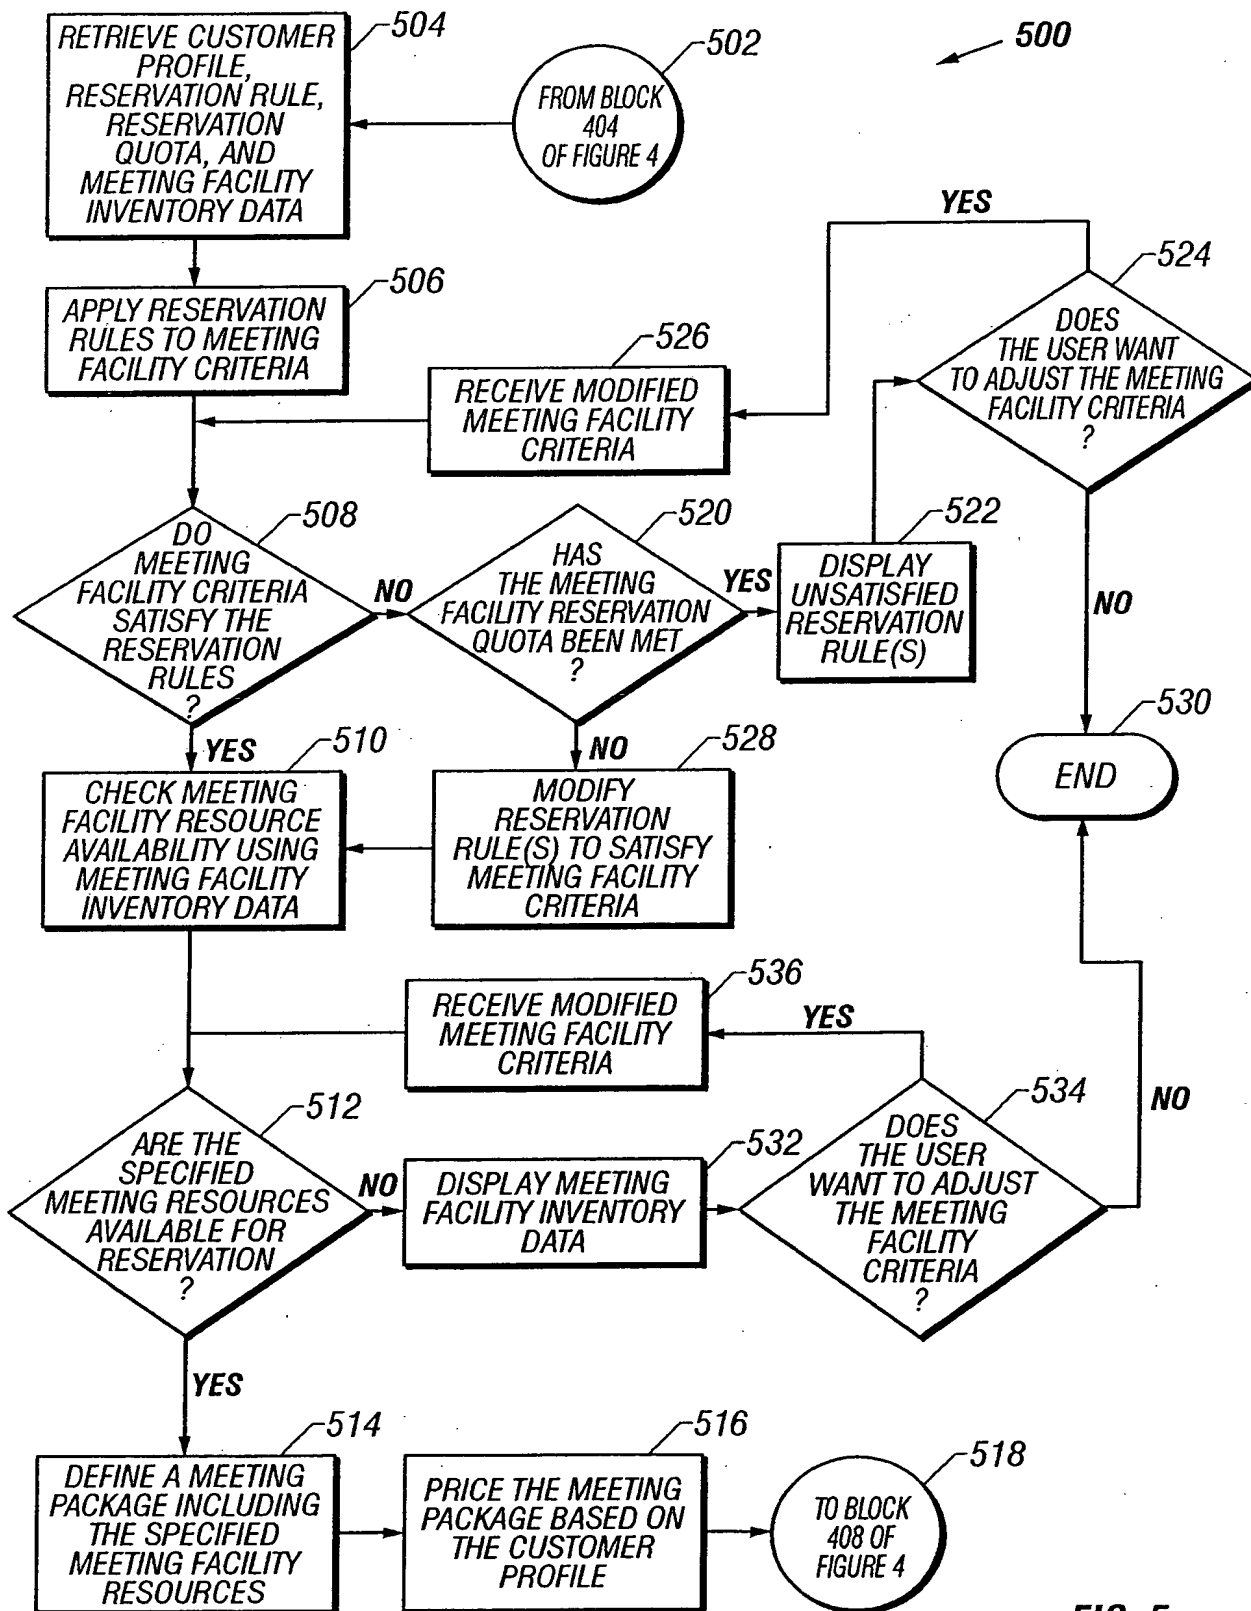 RETRIEVE CUSTOMER
PROFILE,
RESERVATION RULE,
RESERVATION
QUOTA, AND
MEETING FACILITY
INVENTORY DATA
504
FROM BLOCK
404
OF FIGURE 4
502
500
APPLY RESERVATION
RULES TO MEETING
FACILITY CRITERIA
506
YES
DOES
THE USER WANT
TO ADJUST THE MEETING
FACILITY CRITERIA
?
524
RECEIVE MODIFIED
MEETING FACILITY
CRITERIA
526
DO
MEETING
FACILITY CRITERIA
SATISFY THE
RESERVATION
RULES
?
508
NO
HAS
THE MEETING
FACILITY RESERVATION
QUOTA BEEN MET
?
520
YES
DISPLAY
UNSATISFIED
RESERVATION
RULE(S)
522
NO
YES
CHECK MEETING
FACILITY RESOURCE
AVAILABILITY USING
MEETING FACILITY
INVENTORY DATA
510
NO
MODIFY
RESERVATION
RULE(S) TO SATISFY
MEETING FACILITY
CRITERIA
528
END
530
RECEIVE MODIFIED
MEETING FACILITY
CRITERIA
536
YES
ARE THE
SPECIFIED
MEETING RESOURCES
AVAILABLE FOR
RESERVATION
?
512
NO
DISPLAY MEETING
FACILITY INVENTORY
DATA
532
DOES
THE USER
WANT TO ADJUST
THE MEETING
FACILITY
CRITERIA
?
534
NO
YES
DEFINE A MEETING
PACKAGE INCLUDING
THE SPECIFIED
MEETING FACILITY
RESOURCES
514
PRICE THE MEETING
PACKAGE BASED ON
THE CUSTOMER
PROFILE
516
TO BLOCK
408 OF
FIGURE 4
518
FIG. 5